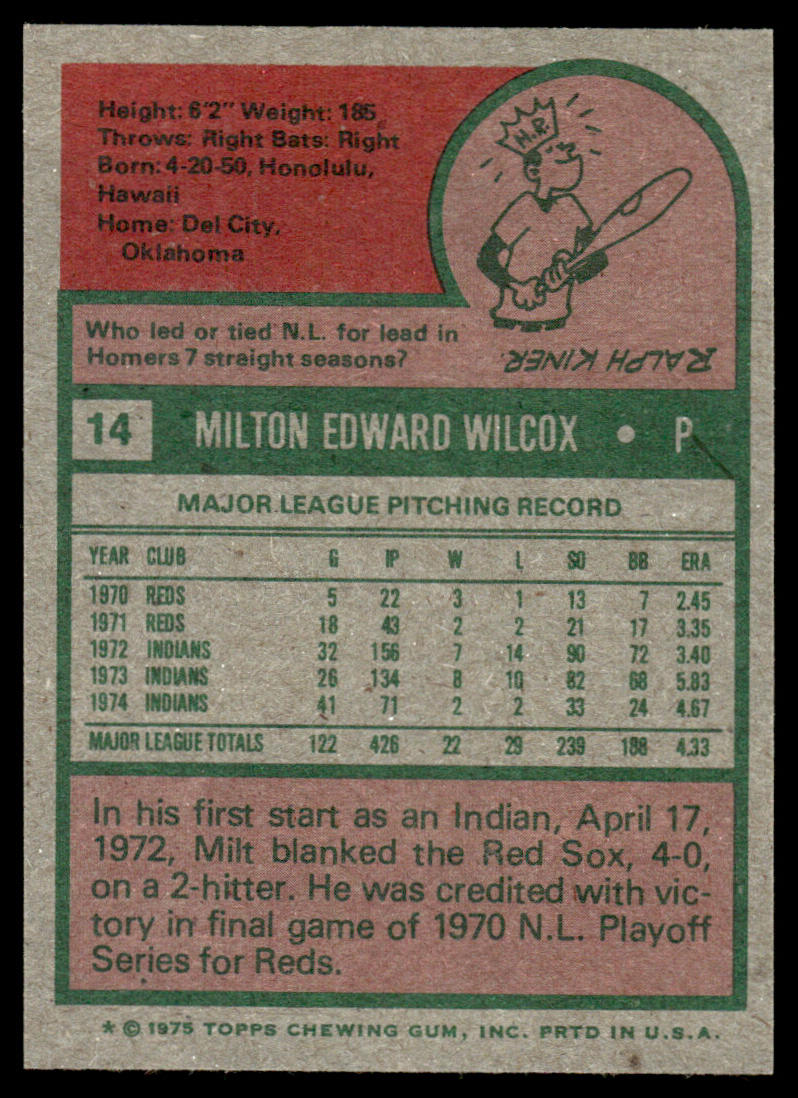 Height: 6'2" Weight: 185
Throws: Right Bats: Right
Born: 4-20-50, Honolulu,
Hawaii
Home: Del City,
Oklahoma
H.R.
Who led or tied N.L. for lead in
Homers 7 straight seasons?
RALPH KINER
14 MILTON EDWARD WILCOX • P
MAJOR LEAGUE PITCHING RECORD
YEAR CLUB G IP W L SO BB ERA
1970 REDS 5 22 3 1 13 7 2.45
1971 REDS 18 43 2 2 21 17 3.35
1972 INDIANS 32 156 7 14 90 72 3.40
1973 INDIANS 26 134 8 10 82 68 5.83
1974 INDIANS 41 71 2 2 33 24 4.67
MAJOR LEAGUE TOTALS 122 426 22 29 239 188 4.33
In his first start as an Indian, April 17,
1972, Milt blanked the Red Sox, 4-0,
on a 2-hitter. He was credited with vic-
tory in final game of 1970 N.L. Playoff
Series for Reds.
* © 1975 TOPPS CHEWING GUM, INC. PRTD IN U.S.A.